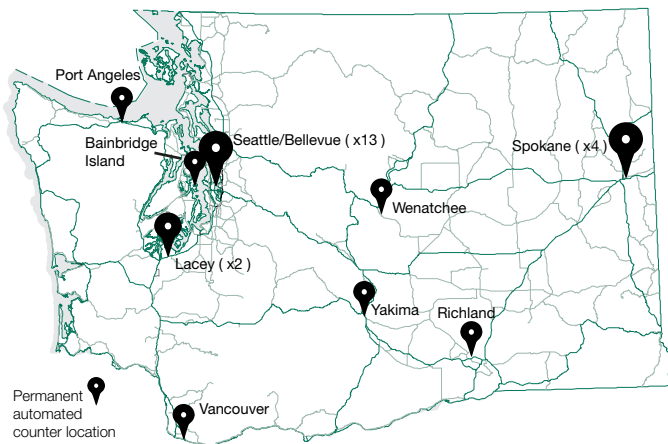 Port Angeles
Bainbridge
Island
Seattle/Bellevue ( x13 )
Spokane ( x4 )
Wenatchee
Lacey ( x2 )
Yakima
Richland
Vancouver
Permanent
automated
counter location